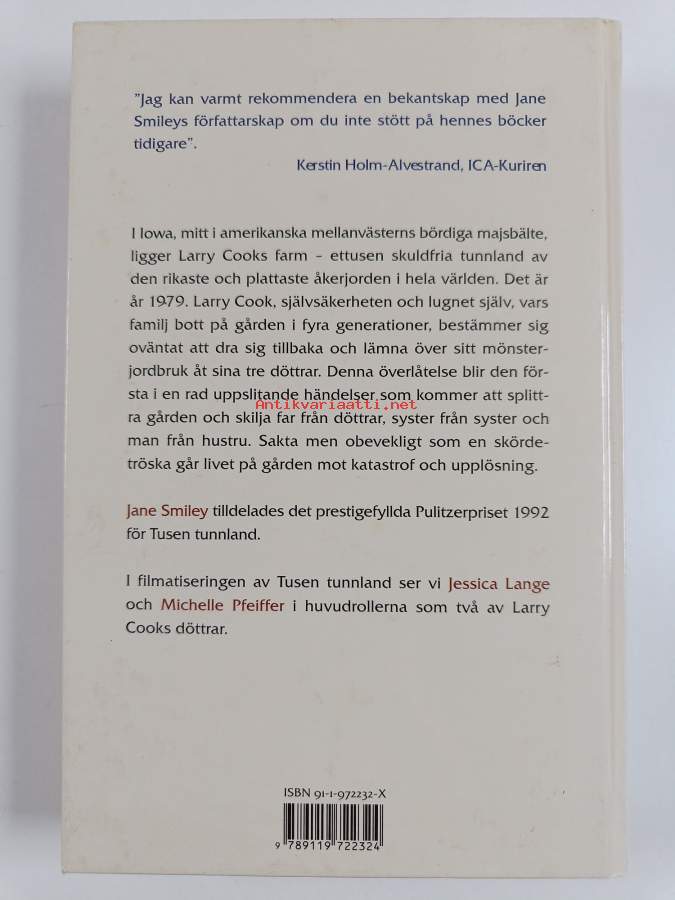 "Jag kan varmt rekommendera en bekantskap med Jane
Smileys författarskap om du inte stött på hennes böcker
tidigare".
Kerstin Holm-Alvestrand, ICA-Kuriren
I Iowa, mitt i amerikanska mellanvästerns bördiga majsbälte,
ligger Larry Cooks farm – ettusen skuldfria tunnland av
den rikaste och plattaste åkerjorden i hela världen. Det är
år 1979. Larry Cook, självsäkerheten och lugnet själv, vars
familj bott på gården i fyra generationer, bestämmer sig
oväntat att dra sig tillbaka och lämna över sitt mönster-
jordbruk åt sina tre döttrar. Denna överlåtelse blir den för-
sta i en rad uppslitande händelser som kommer att splitt-
Antikvariaatti.net
ra gården och skilja far från döttrar, syster från syster och
man från hustru. Sakta men obevekligt som en skörde-
tröska går livet på gården mot katastrof och upplösning.
Jane Smiley tilldelades det prestigefyllda Pulitzerpriset 1992
för Tusen tunnland.
I filmatiseringen av Tusen tunnland ser vi Jessica Lange
och Michelle Pfeiffer i huvudrollerna som två av Larry
Cooks döttrar.
ISBN 91-1-972232-X
9 789119 722324